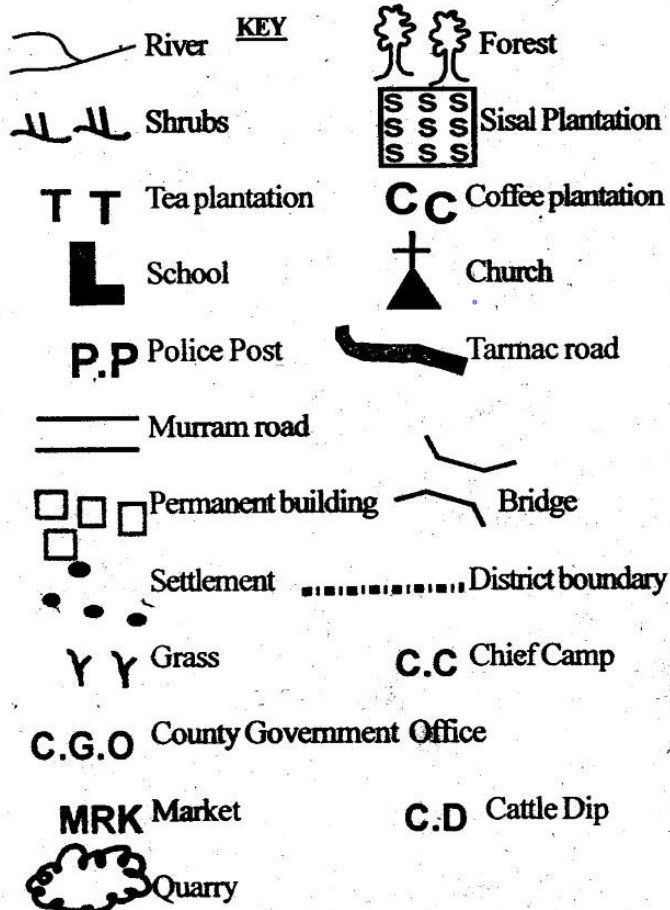 KEY
River Forest
Shrubs S S S
S S S Sisal Plantation
S S S
T T Tea plantation C C Coffee plantation
School Church
P.P Police Post Tarmac road
Murram road
Permanent building Bridge
Settlement District boundary
Grass C.C Chief Camp
C.G.O County Government Office
MRK Market C.D Cattle Dip
Quarry